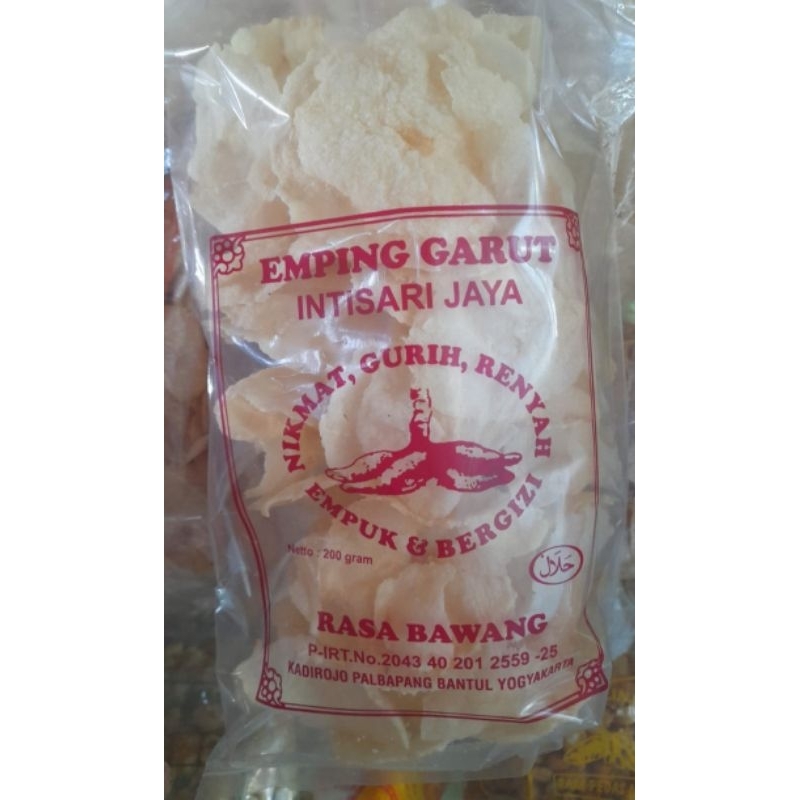 EMPING GARUT
INTISARI JAYA
NIKMAT, GURIH, RENYAH
EMPUK & BERGIZI
Netto : 200 gram
حلال
RASA BAWANG
P-IRT.No.2043 40 201 2559 -25
KADIROJO PALBAPANG BANTUL YOGYAKARTA